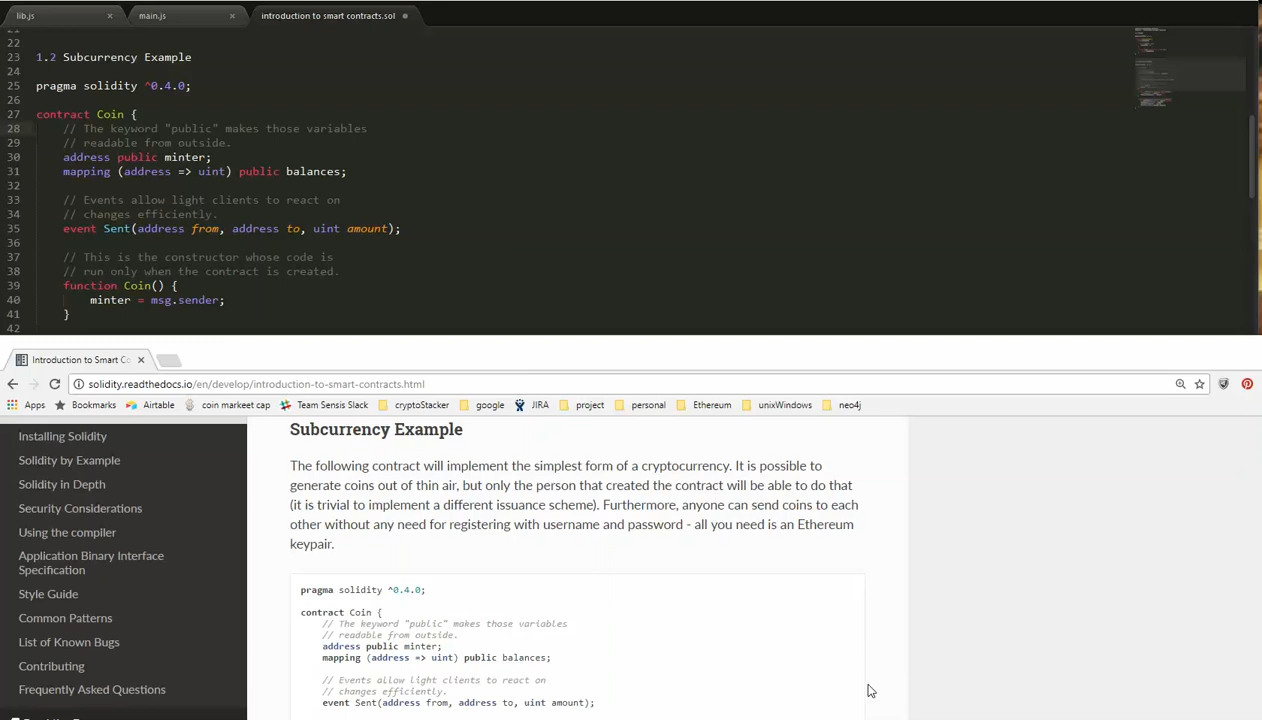 lib.js
main.js
introduction to smart contracts.sol
22
23 1.2 Subcurrency Example
24
25 pragma solidity ^0.4.0;
26
27 contract Coin {
28 // The keyword "public" makes those variables
29 // readable from outside.
30 address public minter;
31 mapping (address => uint) public balances;
32
33 // Events allow light clients to react on
34 // changes efficiently.
35 event Sent(address from, address to, uint amount);
36
37 // This is the constructor whose code is
38 // run only when the contract is created.
39 function Coin() {
40 minter = msg.sender;
41 }
42
Introduction to Smart Co
solidity.readthedocs.io/en/develop/introduction-to-smart-contracts.html
Apps Bookmarks Airtable coin markeet cap Team Sensis Slack cryptoStacker google JIRA project personal Ethereum unixWindows neo4j
Installing Solidity
Solidity by Example
Solidity in Depth
Security Considerations
Using the compiler
Application Binary Interface
Specification
Style Guide
Common Patterns
List of Known Bugs
Contributing
Frequently Asked Questions
Subcurrency Example
The following contract will implement the simplest form of a cryptocurrency. It is possible to
generate coins out of thin air, but only the person that created the contract will be able to do that
(it is trivial to implement a different issuance scheme). Furthermore, anyone can send coins to each
other without any need for registering with username and password - all you need is an Ethereum
keypair.
pragma solidity ^0.4.0;
contract Coin {
// The keyword "public" makes those variables
// readable from outside.
address public minter;
mapping (address => uint) public balances;
// Events allow light clients to react on
// changes efficiently.
event Sent(address from, address to, uint amount);